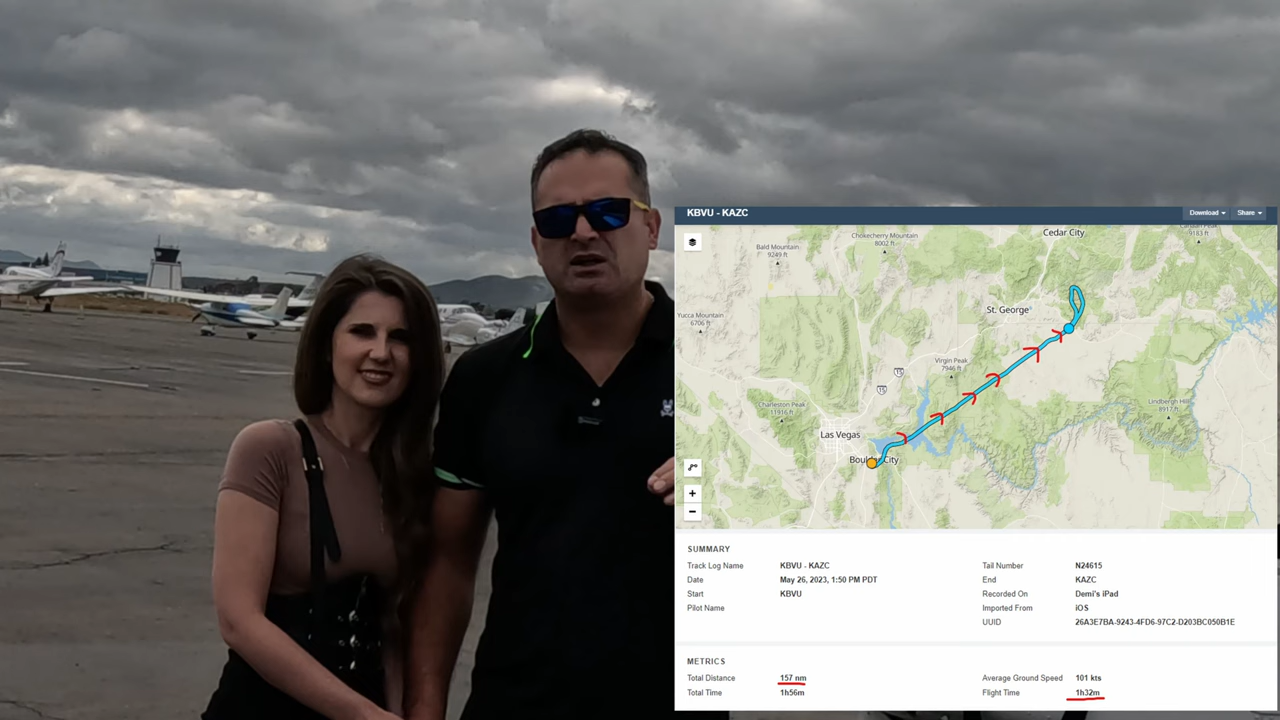 KBVU - KAZC
Download
Share
Cedar City
Chokecherry Mountain
8002 ft
Bald Mountain
9249 ft
9183 ft
St. George
Yucca Mountain
6706 ft
Virgin Peak
7946 ft
15
15
Charleston Peak
11916 ft
Lindbergh Hill
8917 ft
Las Vegas
Boulder City
+
−
SUMMARY
Track Log Name KBVU - KAZC Tail Number N24615
Date May 26, 2023, 1:50 PM PDT End KAZC
Start KBVU Recorded On Demi's iPad
Pilot Name Imported From iOS
UUID 26A3E7BA-9243-4FD6-97C2-D203BC050B1E
METRICS
Total Distance 157 nm Average Ground Speed 101 kts
Total Time 1h56m Flight Time 1h32m